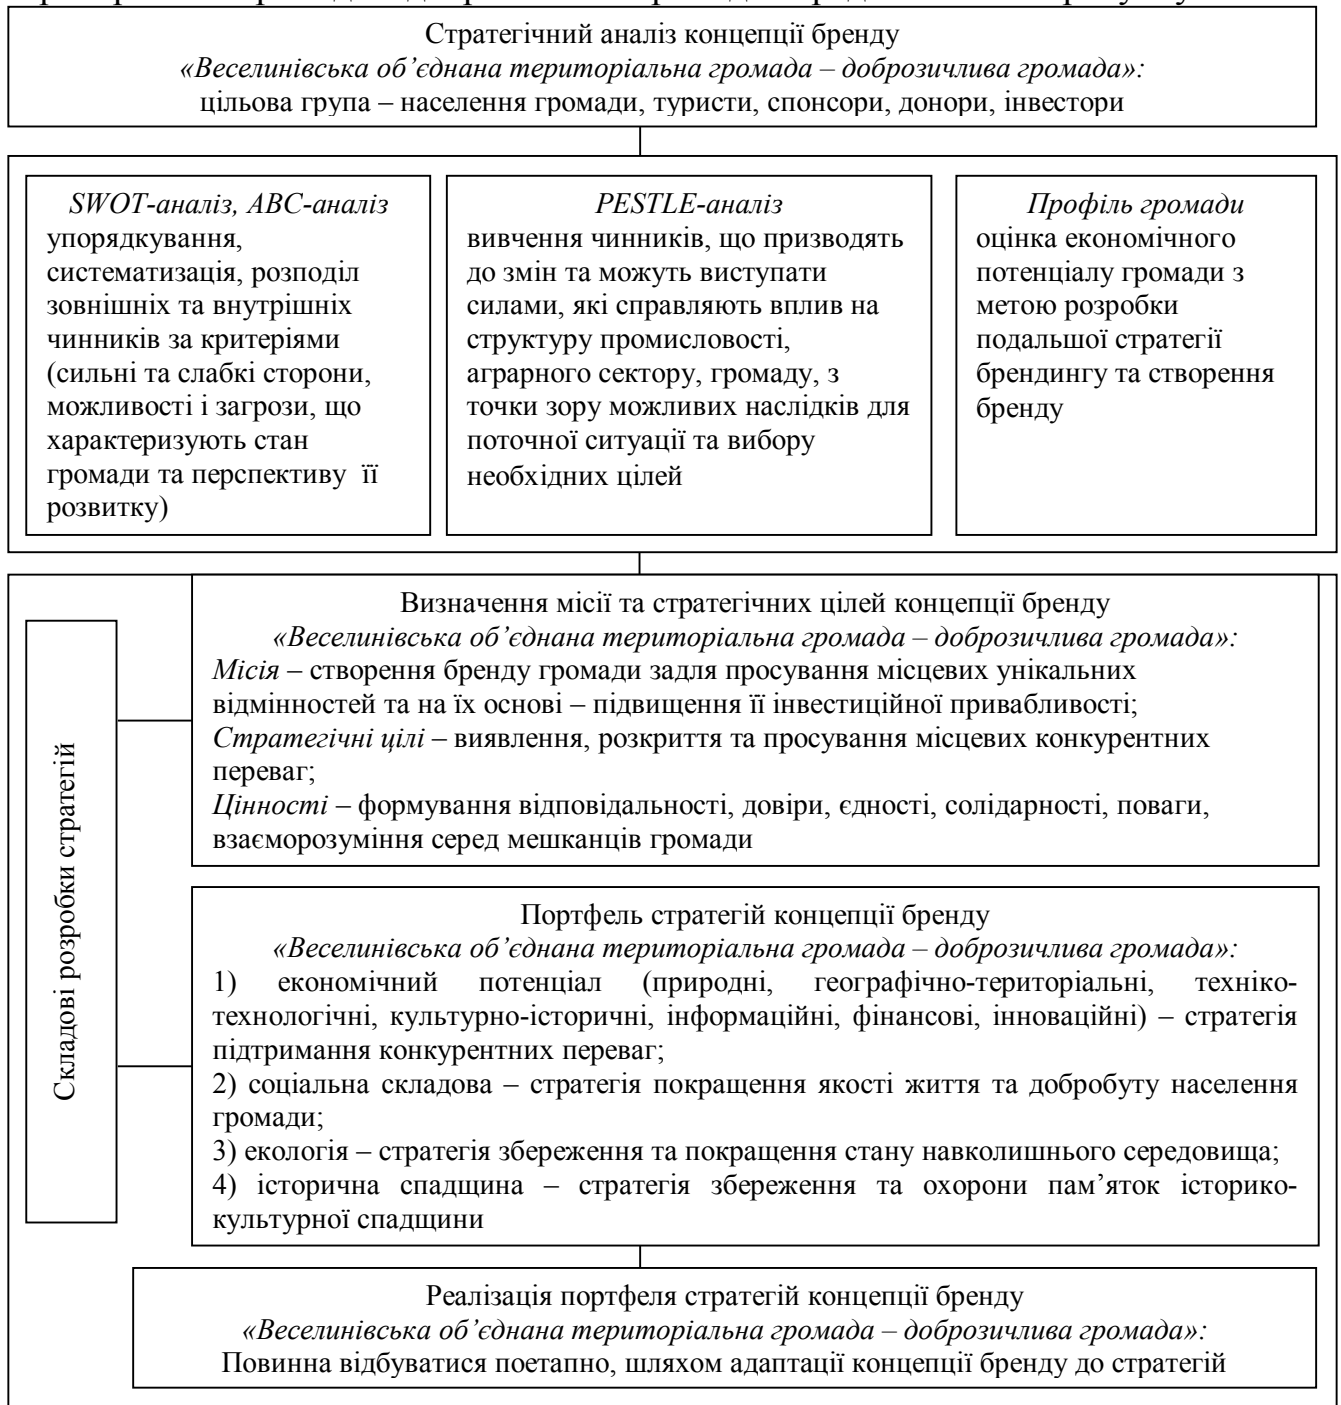 Стратегічний аналіз концепції бренду
«Веселинівська об’єднана територіальна громада – доброзичлива громада»:
цільова група – населення громади, туристи, спонсори, донори, інвестори
SWOT-аналіз, АВС-аналіз
упорядкування,
систематизація, розподіл
зовнішніх та внутрішніх
чинників за критеріями
(сильні та слабкі сторони,
можливості і загрози, що
характеризують стан
громади та перспективу її
розвитку)
PESTLE-аналіз
вивчення чинників, що призводять
до змін та можуть виступати
силами, які справляють вплив на
структуру промисловості,
аграрного сектору, громаду, з
точки зору можливих наслідків для
поточної ситуації та вибору
необхідних цілей
Профіль громади
оцінка економічного
потенціалу громади з
метою розробки
подальшої стратегії
брендингу та створення
бренду
Складові розробки стратегій
Визначення місії та стратегічних цілей концепції бренду
«Веселинівська об’єднана територіальна громада – доброзичлива громада»:
Місія – створення бренду громади задля просування місцевих унікальних
відмінностей та на їх основі – підвищення її інвестиційної привабливості;
Стратегічні цілі – виявлення, розкриття та просування місцевих конкурентних
переваг;
Цінності – формування відповідальності, довіри, єдності, солідарності, поваги,
взаєморозуміння серед мешканців громади
Портфель стратегій концепції бренду
«Веселинівська об’єднана територіальна громада – доброзичлива громада»:
1) економічний потенціал (природні, географічно-територіальні, техніко-
технологічні, культурно-історичні, інформаційні, фінансові, інноваційні) – стратегія
підтримання конкурентних переваг;
2) соціальна складова – стратегія покращення якості життя та добробуту населення
громади;
3) екологія – стратегія збереження та покращення стану навколишнього середовища;
4) історична спадщина – стратегія збереження та охорони пам’яток історико-
культурної спадщини
Реалізація портфеля стратегій концепції бренду
«Веселинівська об’єднана територіальна громада – доброзичлива громада»:
Повинна відбуватися поетапно, шляхом адаптації концепції бренду до стратегій